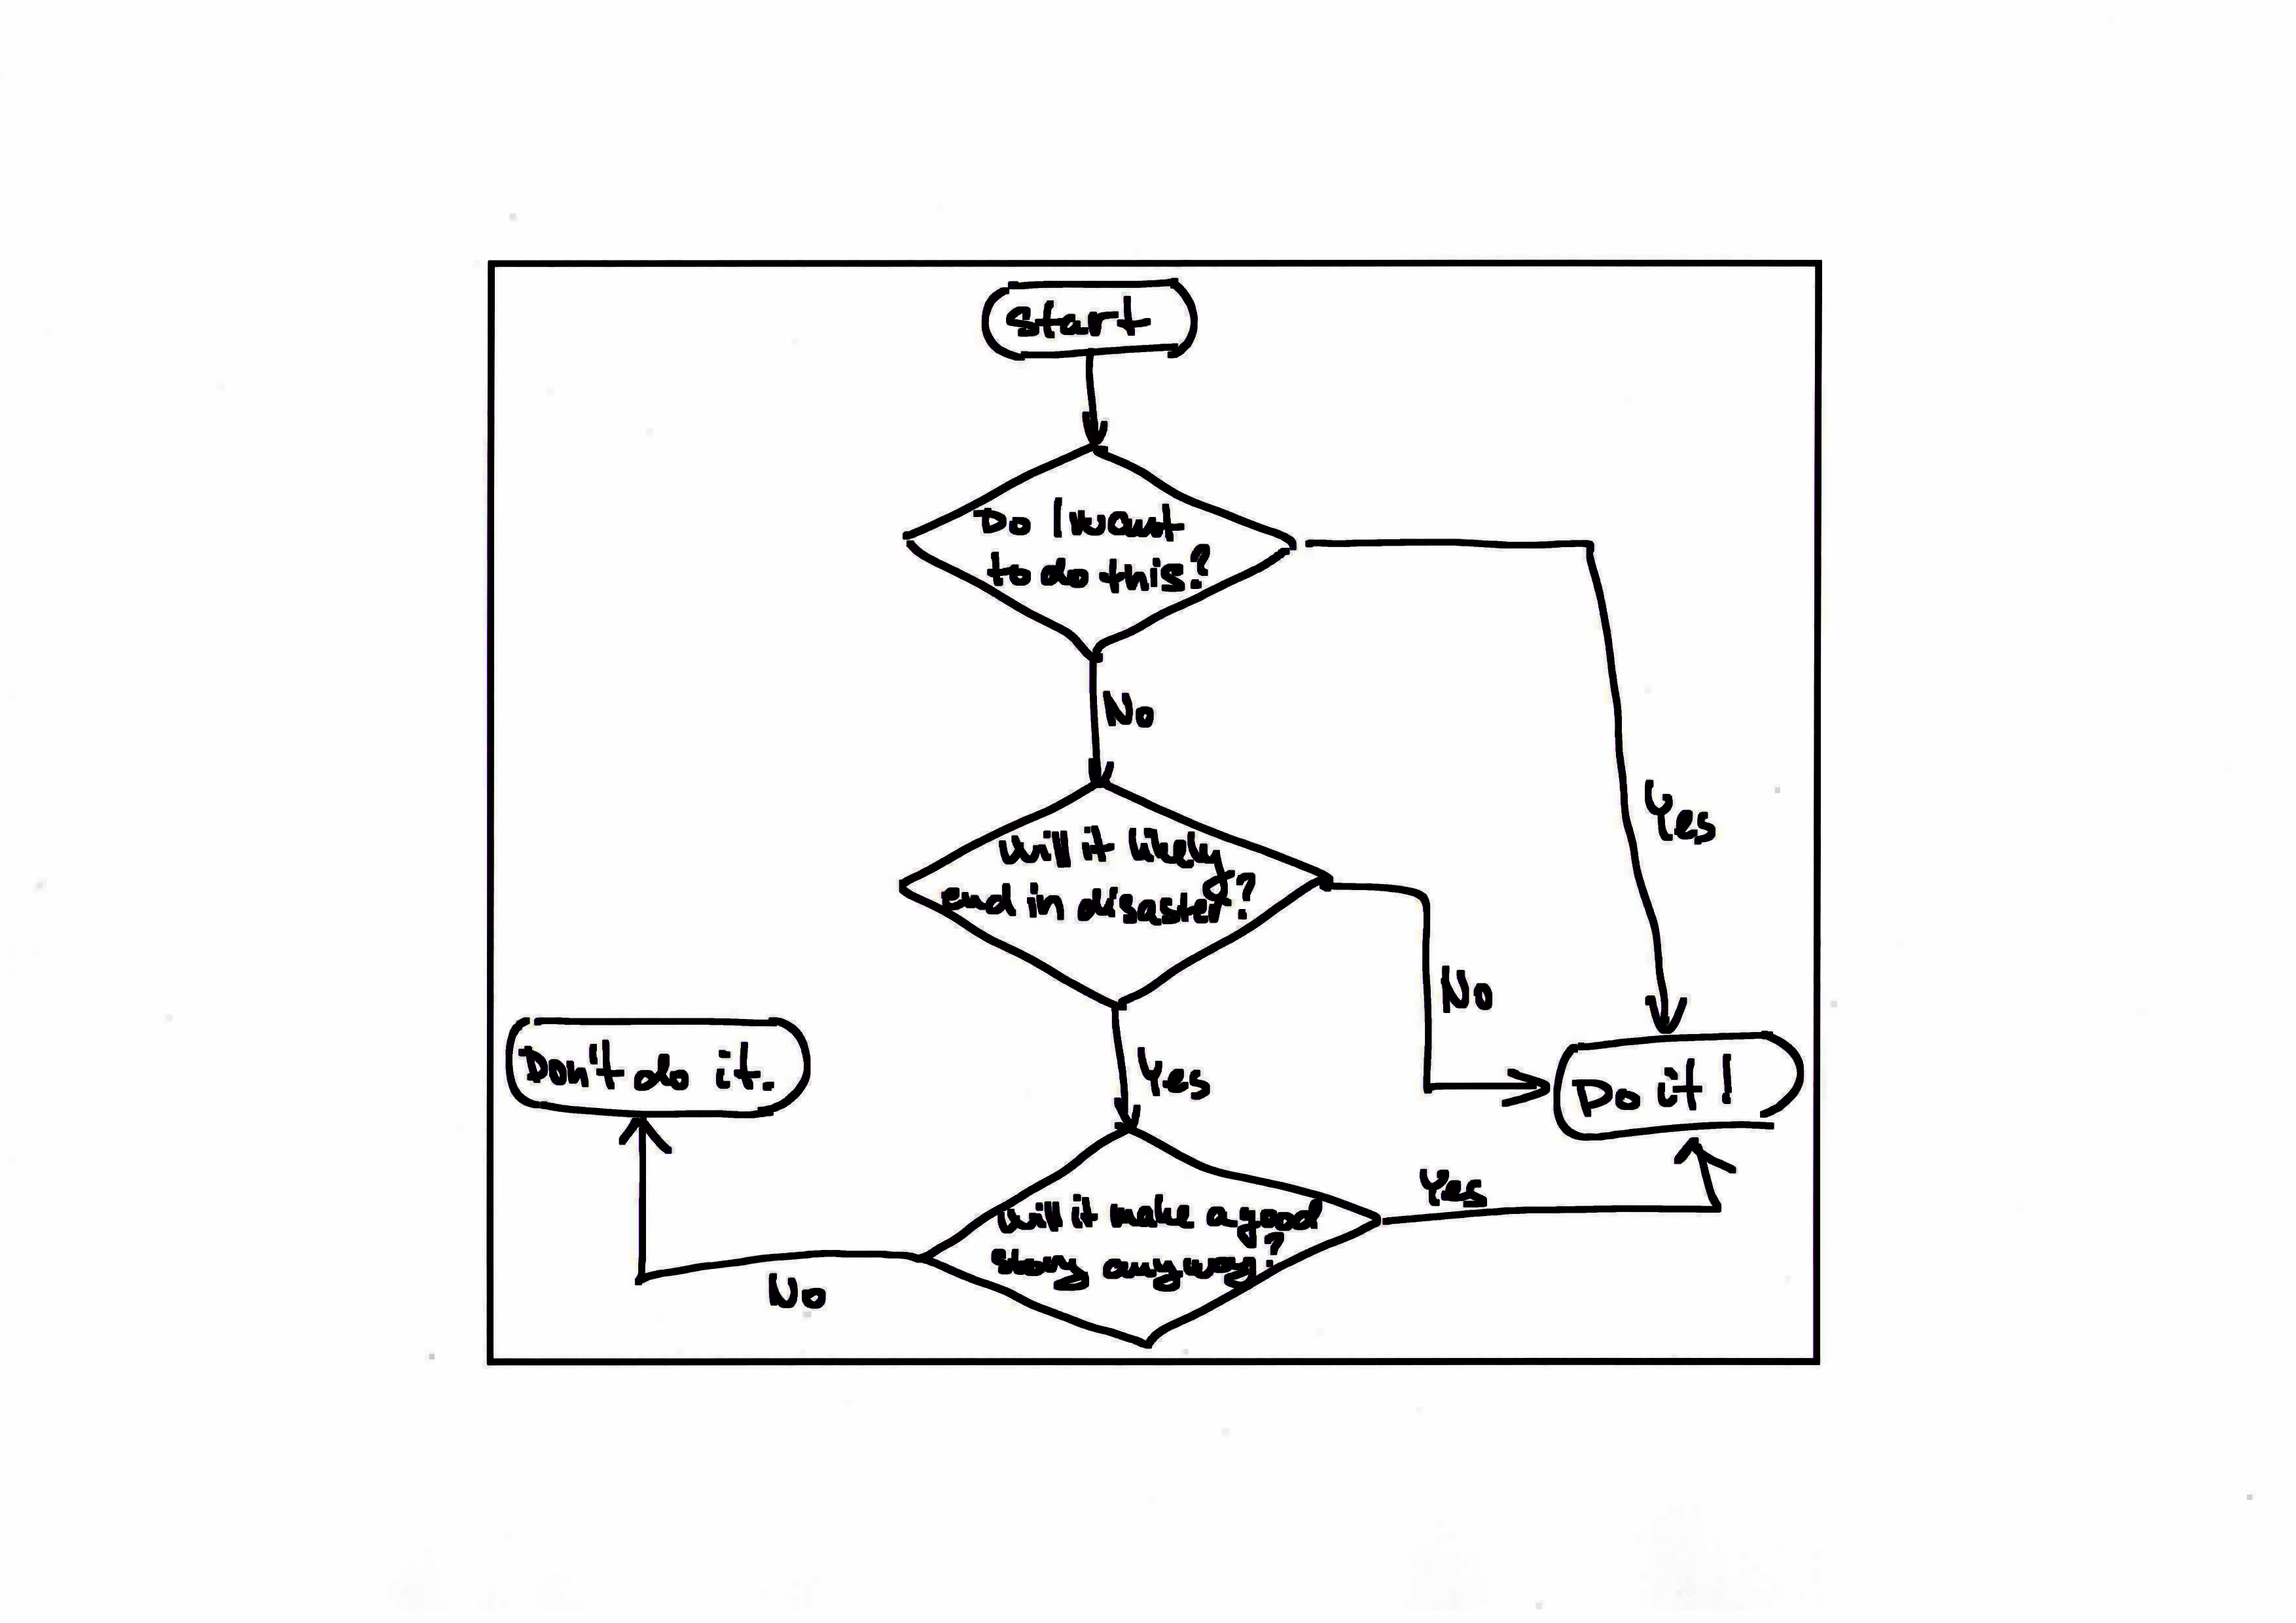 Start
Do I want
to do this?
No
Yes
Will it likely
end in disaster?
No
Don't do it.
Yes
Do it!
Yes
Will it make a good
story anyway?
No